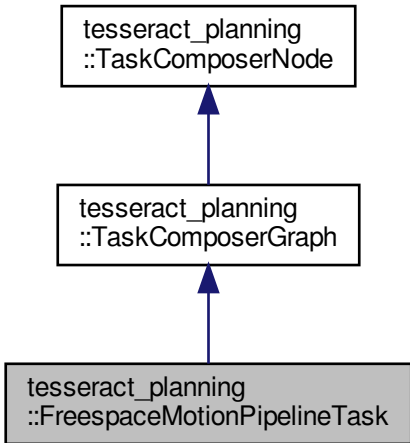 tesseract_planning
::TaskComposerNode
tesseract_planning
::TaskComposerGraph
tesseract_planning
::FreespaceMotionPipelineTask